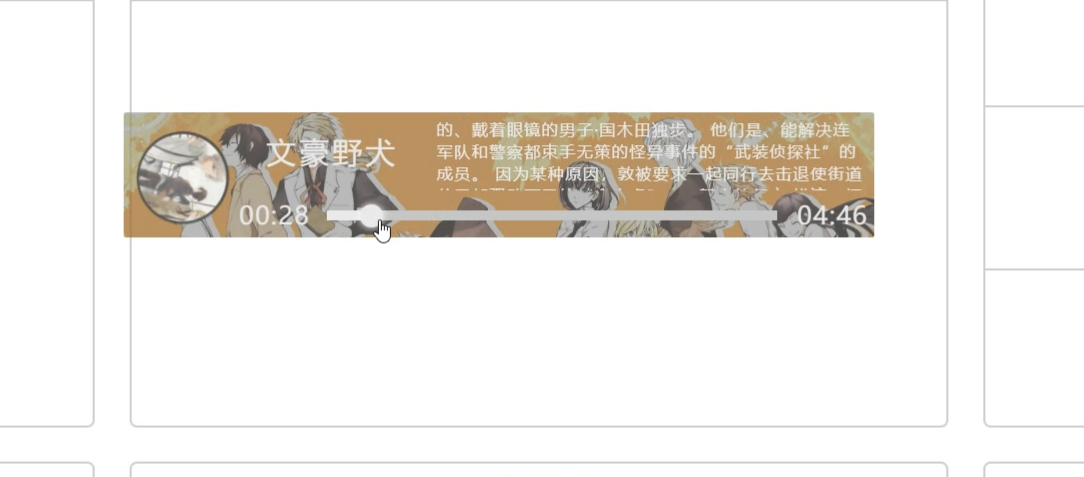 文豪野犬
的、戴着眼镜的男子·国木田独步。 他们是、能解决连
军队和警察都束手无策的怪异事件的“武装侦探社”的
成员。 因为某种原因，敦被要求一起同行去击退使街道
00:28
04:46